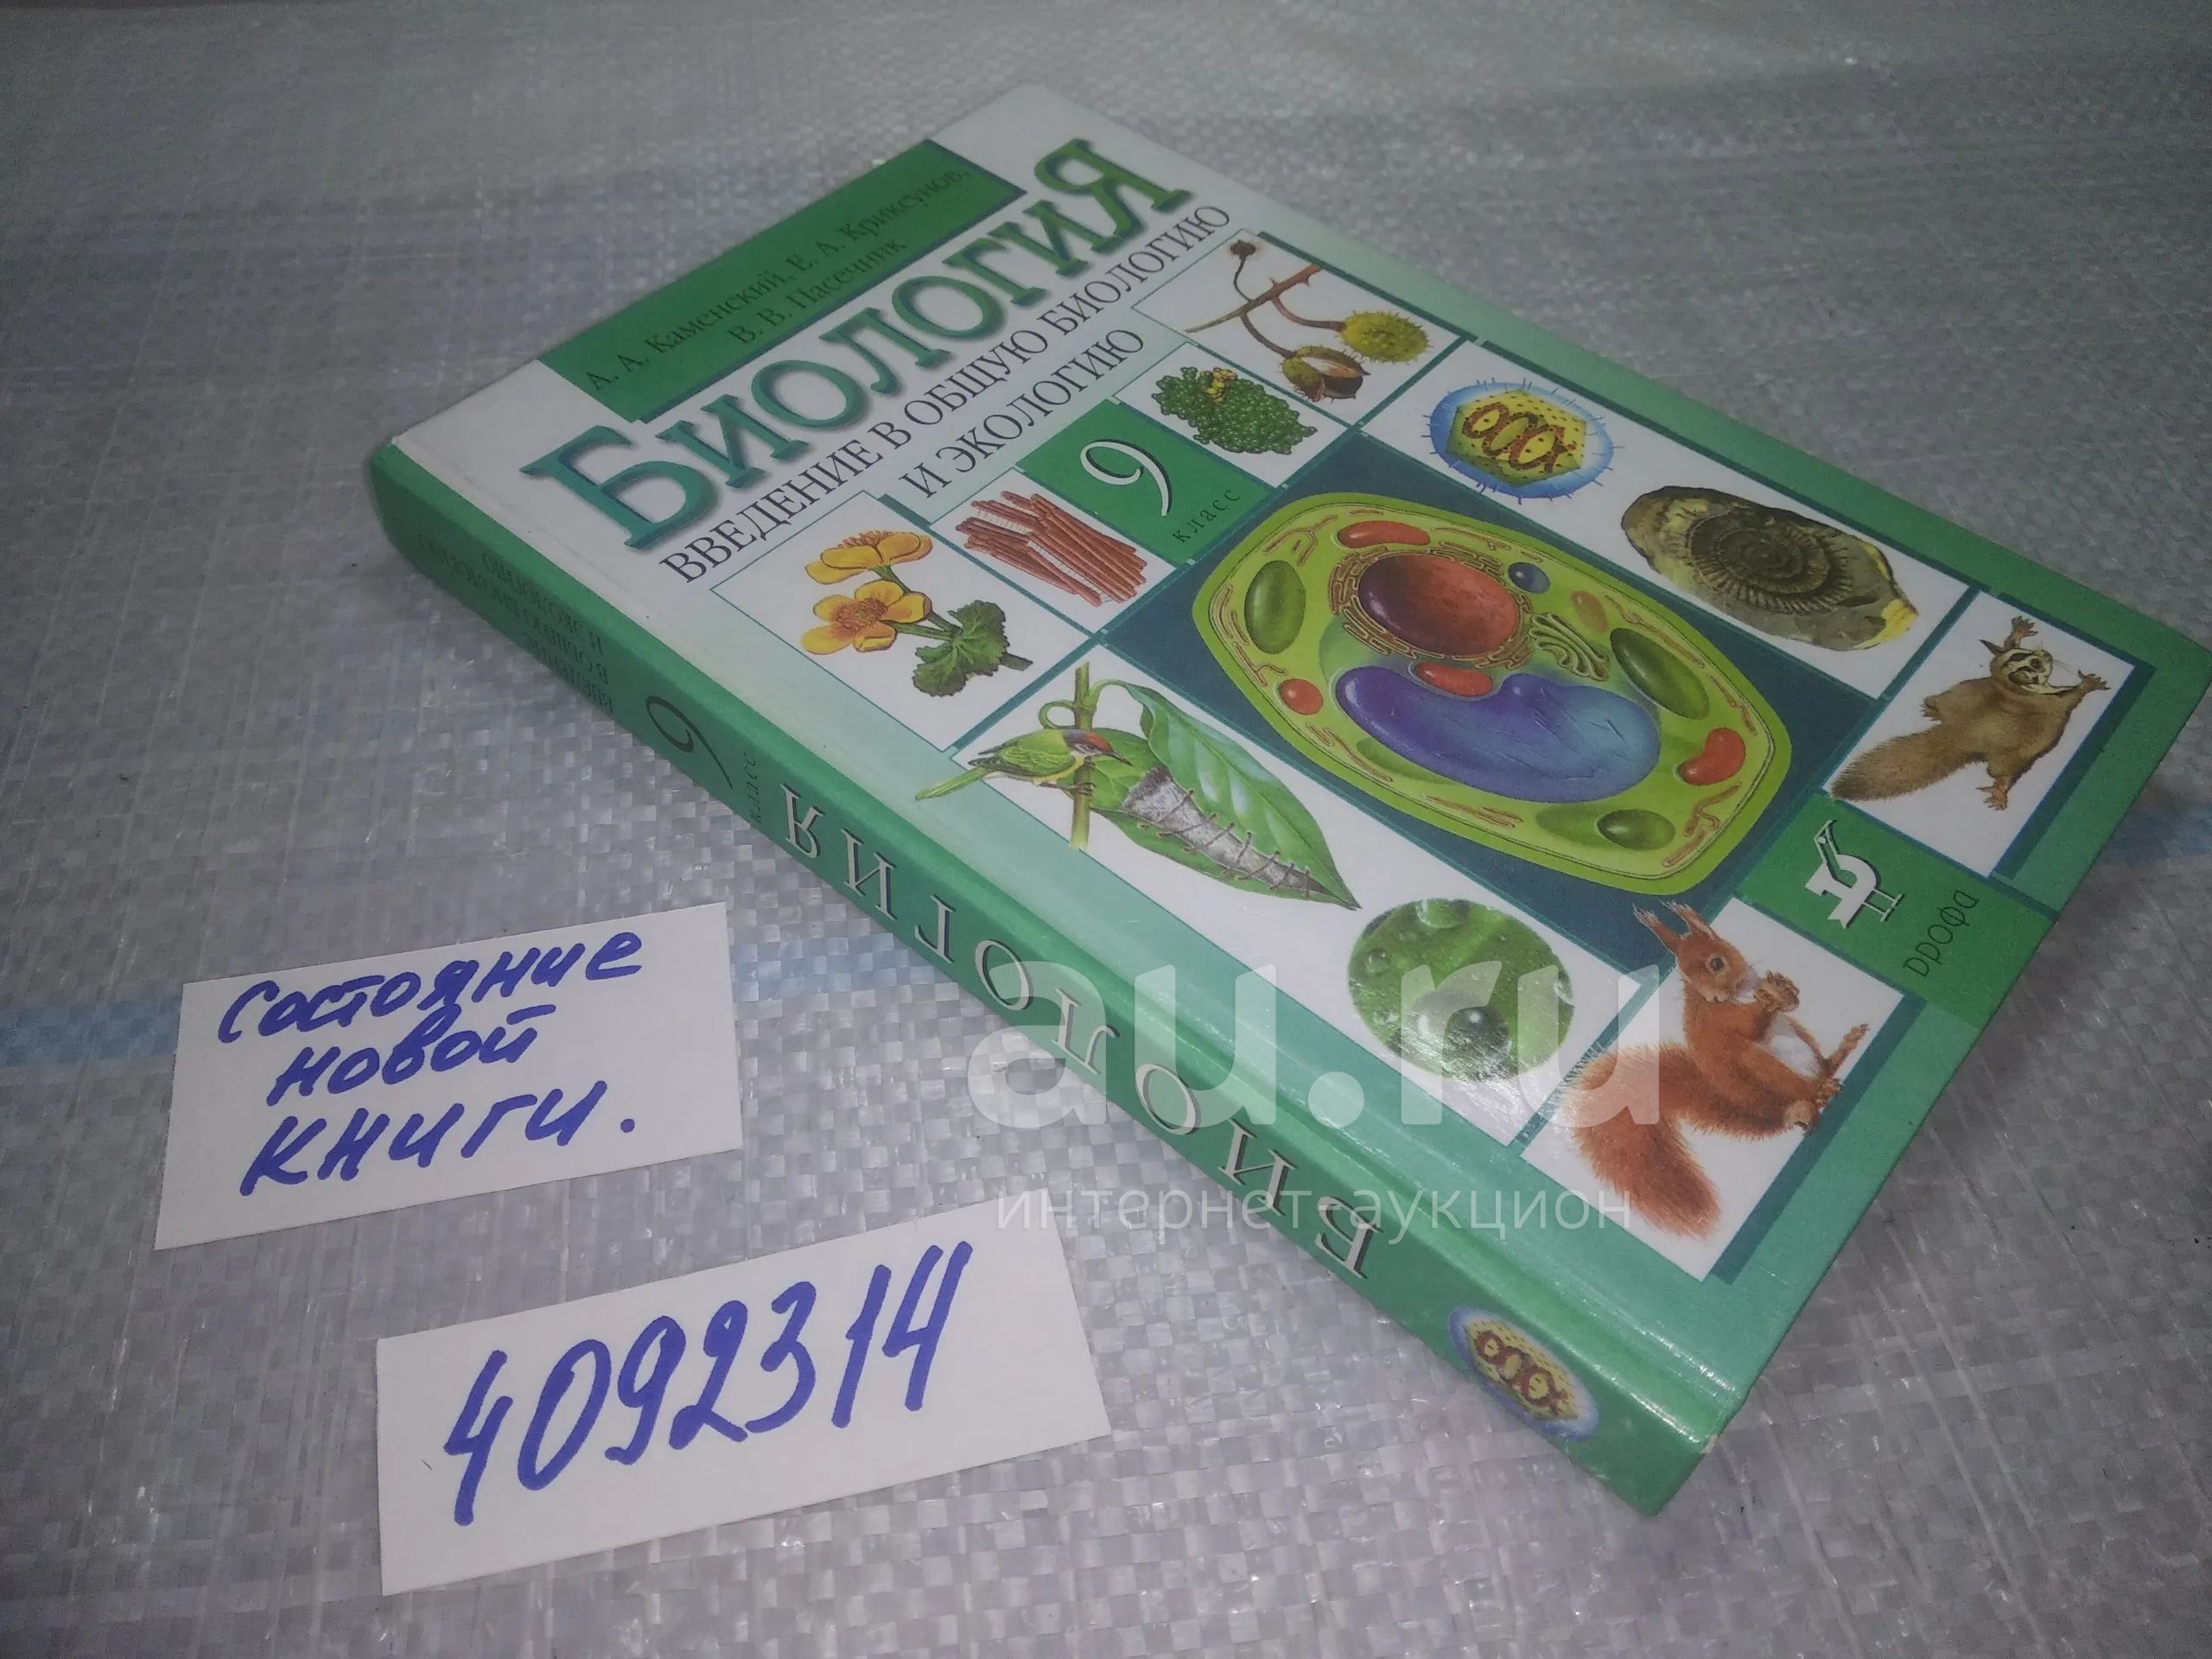 А. А. Каменский, Е. А. Криксунов,
В. В. Пасечник
БИОЛОГИЯ
ВВЕДЕНИЕ В ОБЩУЮ БИОЛОГИЮ
И ЭКОЛОГИЮ
9
класс
дрофа
БИОЛОГИЯ
9
класс
ВВЕДЕНИЕ
В ОБЩУЮ БИОЛОГИЮ
И ЭКОЛОГИЮ
Состояние
новой
книги.
4092314
au.ru
интернет-аукцион